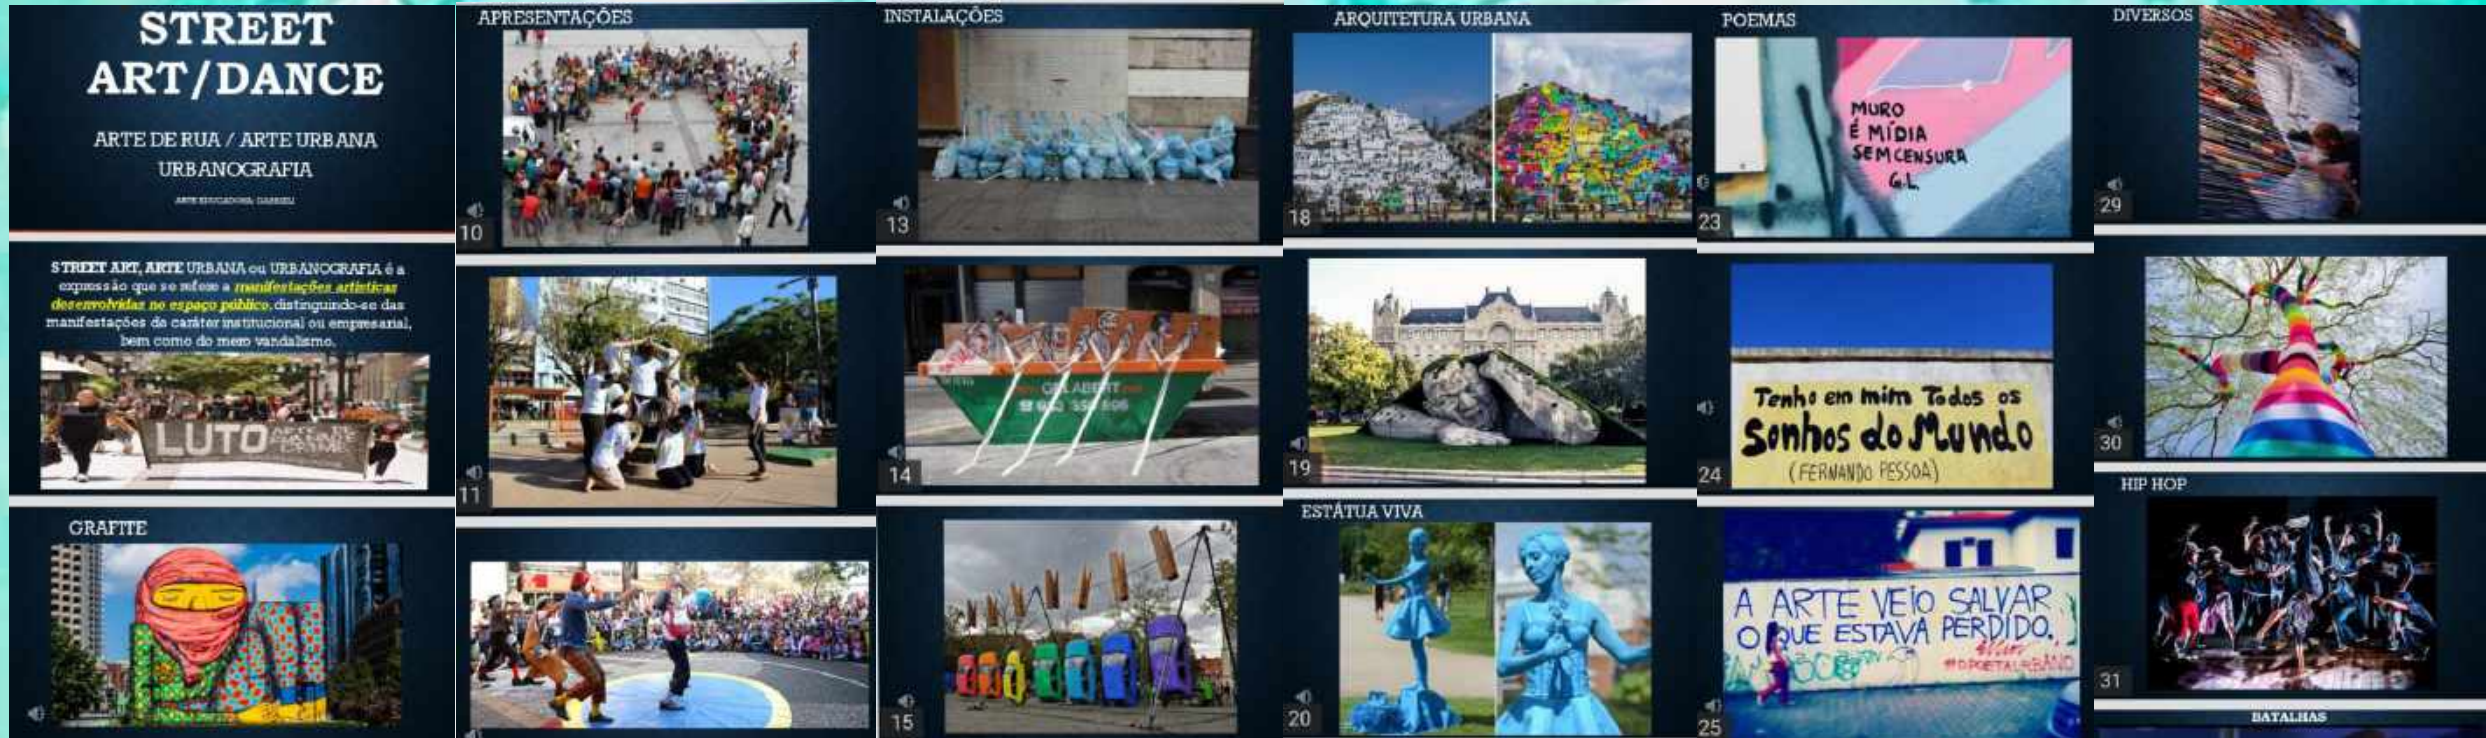 STREET
ART/DANCE
ARTE DE RUA / ARTE URBANA
URBANOGRAFIA
ARTE EDUCADORA: GABRIELI
STREET ART, ARTE URBANA ou URBANOGRAFIA é a
expressão que se refere a manifestações artísticas
desenvolvidas no espaço público, distinguindo-se das
manifestações de caráter institucional ou empresarial,
bem como do mero vandalismo.
LUTO
GRAFITE
APRESENTAÇÕES
10
11
INSTALAÇÕES
13
14
15
ARQUITETURA URBANA
18
19
ESTÁTUA VIVA
20
POEMAS
MURO
É MÍDIA
SEM CENSURA
G.L.
23
Tenho em mim Todos os
Sonhos do Mundo
(FERNANDO PESSOA)
24
A ARTE VEIO SALVAR
O QUE ESTAVA PERDIDO.
#OPOETAURBANO
25
DIVERSOS
29
30
HIP HOP
31
BATALHAS